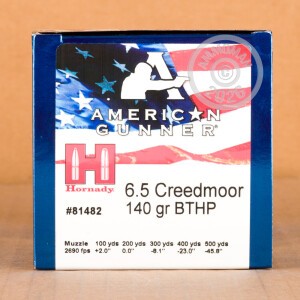 AMERICAN
GUNNER
H
Hornady
#81482
6.5 Creedmoor
140 gr BTHP
Muzzle 100 yds 200 yds 300 yds 400 yds 500 yds
2690 fps +2.0" 0.0" -8.1" -23.0" -45.8"